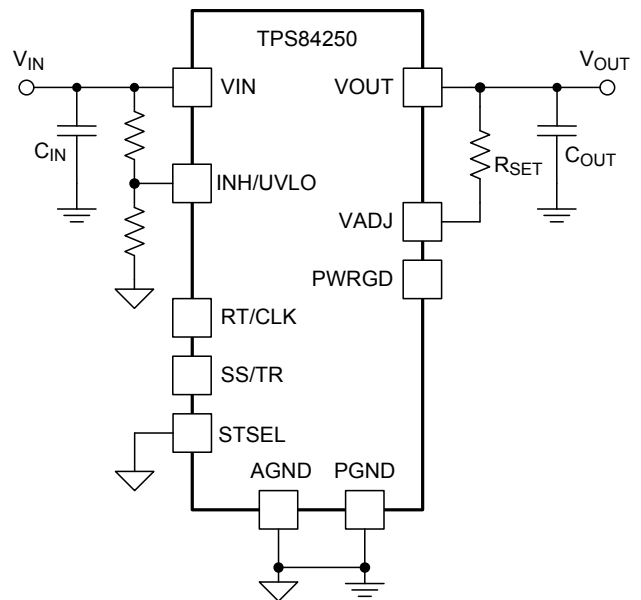 TPS84250
VIN
VOUT
VIN
VOUT
CIN
RSET
COUT
INH/UVLO
VADJ
PWRGD
RT/CLK
SS/TR
STSEL
AGND
PGND